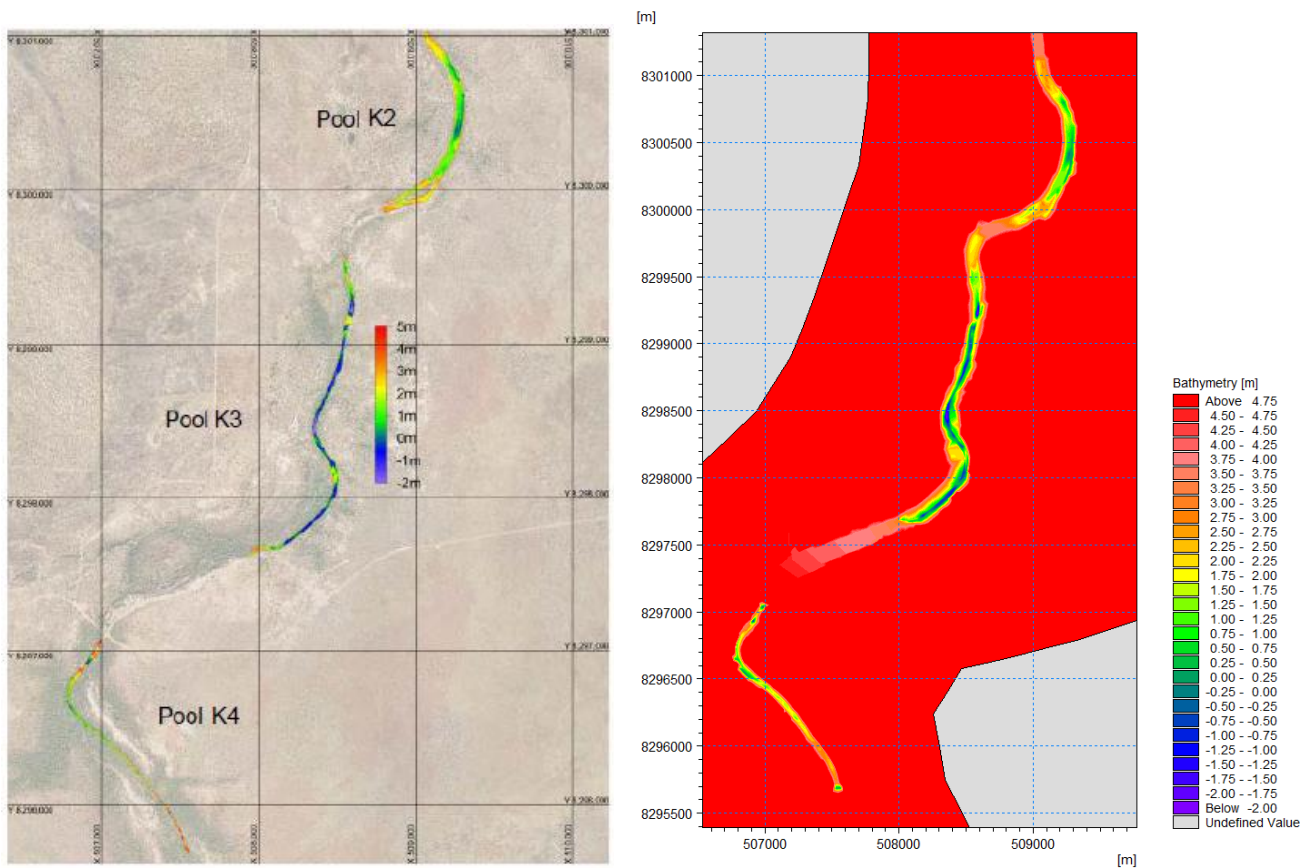 [m]
Pool K2
Pool K3
Pool K4
5m
4m
3m
2m
1m
0m
-1m
-2m
8301000
8300500
8300000
8299500
8299000
8298500
8298000
8297500
8297000
8296500
8296000
8295500
507000 508000 509000
[m]
Bathymetry [m]
Above 4.75
4.50 - 4.75
4.25 - 4.50
4.00 - 4.25
3.75 - 4.00
3.50 - 3.75
3.25 - 3.50
3.00 - 3.25
2.75 - 3.00
2.50 - 2.75
2.25 - 2.50
2.00 - 2.25
1.75 - 2.00
1.50 - 1.75
1.25 - 1.50
1.00 - 1.25
0.75 - 1.00
0.50 - 0.75
0.25 - 0.50
0.00 - 0.25
-0.25 - 0.00
-0.50 - -0.25
-0.75 - -0.50
-1.00 - -0.75
-1.25 - -1.00
-1.50 - -1.25
-1.75 - -1.50
-2.00 - -1.75
Below -2.00
Undefined Value